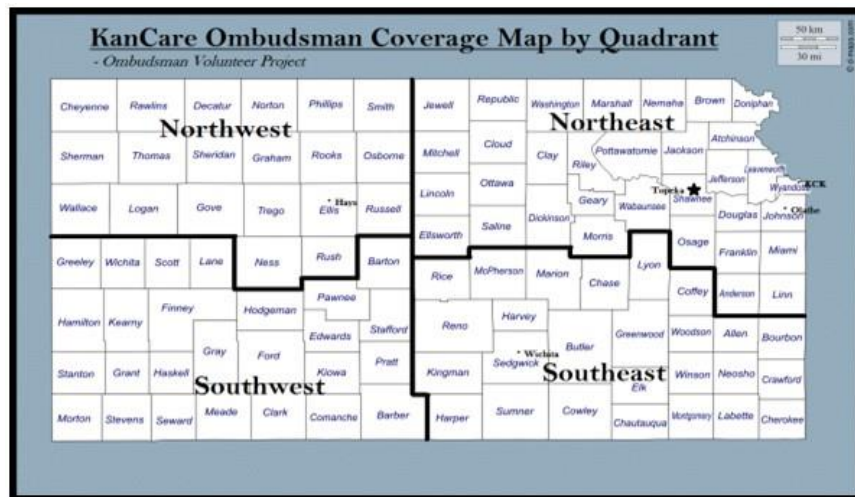 KanCare Ombudsman Coverage Map by Quadrant
- Ombudsman Volunteer Project
50 km
30 mi
© d-maps.com
Cheyenne Rawlins Decatur Norton Phillips Smith Jewell Republic Washington Marshall Nemaha Brown Doniphan
Northwest Northeast
Atchinson
Sherman Thomas Sheridan Graham Rooks Osborne Mitchell Cloud Clay Riley Pottawatomie Jackson
Jefferson Leavenworth
Wyandotte KCK
Topeka
Wallace Logan Gove Trego Ellis Hays Russell Lincoln Ottawa Geary Wabaunsee Shawnee Douglas Johnson Olathe
Ellsworth Saline Dickinson Morris Osage Franklin Miami
Greeley Wichita Scott Lane Ness Rush Barton Rice McPherson Marion Chase Lyon Coffey Anderson Linn
Hamilton Kearny Finney Hodgeman Pawnee Stafford Reno Harvey Butler Greenwood Woodson Allen Bourbon
Gray Ford Edwards Wichita
Stanton Grant Haskell Kiowa Pratt Kingman Sedgwick Elk Winson Neosho Crawford
Southwest Southeast
Morton Stevens Seward Meade Clark Comanche Barber Harper Sumner Cowley Chautauqua Montgomery Labette Cherokee